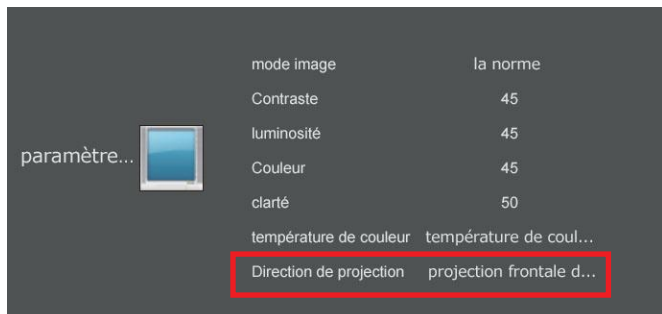 mode image la norme
Contraste 45
luminosité 45
paramètre...
Couleur 45
clarté 50
température de couleur température de coul...
Direction de projection projection frontale d...